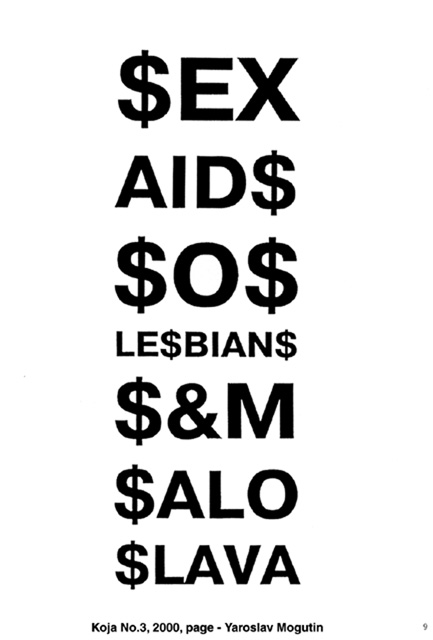 $EX
AID$
$O$
LE$BIAN$
$&M
$ALO
$LAVA
Koja No.3, 2000, page - Yaroslav Mogutin
9